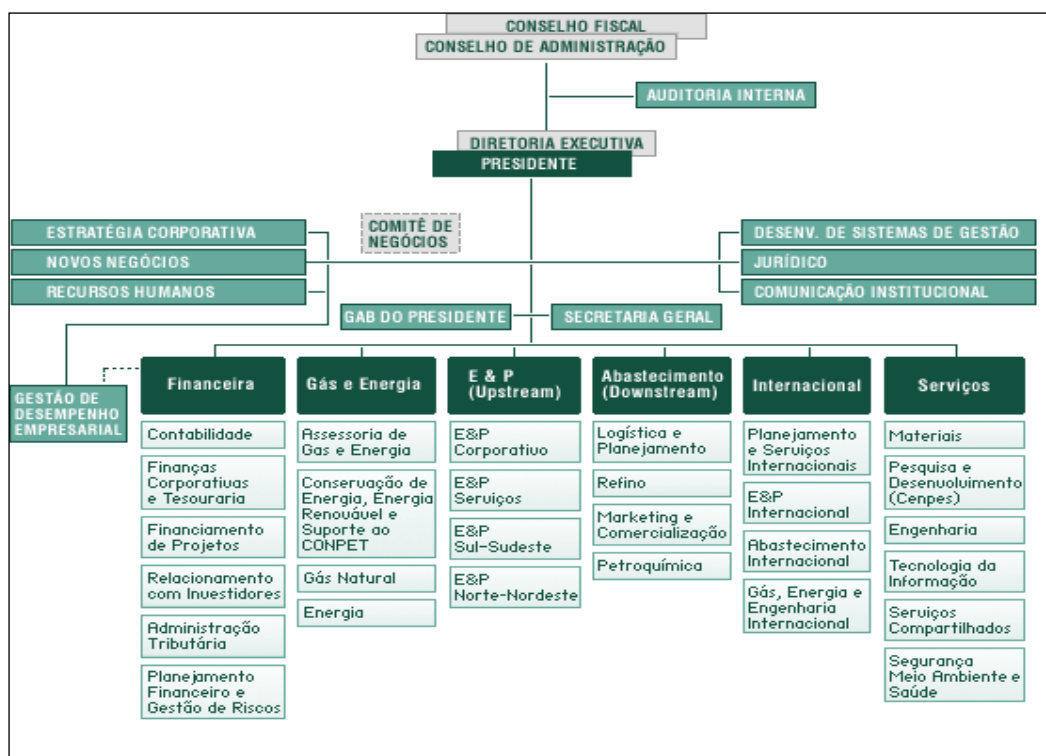 CONSELHO FISCAL
CONSELHO DE ADMINISTRAÇÃO
AUDITORIA INTERNA
DIRETORIA EXECUTIVA
PRESIDENTE
ESTRATÉGIA CORPORATIVA
NOVOS NEGÓCIOS
RECURSOS HUMANOS
COMITÊ DE
NEGÓCIOS
DESENV. DE SISTEMAS DE GESTÃO
JURÍDICO
COMUNICAÇÃO INSTITUCIONAL
GAB DO PRESIDENTE
SECRETARIA GERAL
GESTÃO DE
DESEMPENHO
EMPRESARIAL
Financeira
Contabilidade
Finanças
Corporativas
e Tesouraria
Financiamento
de Projetos
Relacionamento
com Investidores
Administração
Tributária
Planejamento
Financeiro e
Gestão de Riscos
Gás e Energia
Assessoria de
Gas e Energia
Conservação de
Energia, Energia
Renovável e
Suporte ao
CONPET
Gás Natural
Energia
E & P
(Upstream)
E&P
Corporativo
E&P
Serviços
E&P
Sul-Sudeste
E&P
Norte-Nordeste
Abastecimento
(Downstream)
Logística e
Planejamento
Refino
Marketing e
Comercialização
Petroquímica
Internacional
Planejamento
e Serviços
Internacionais
E&P
Internacional
Abastecimento
Internacional
Gás, Energia e
Engenharia
Internacional
Serviços
Materiais
Pesquisa e
Desenvolvimento
(Cenpes)
Engenharia
Tecnologia da
Informação
Serviços
Compartilhados
Segurança
Meio Ambiente e
Saúde